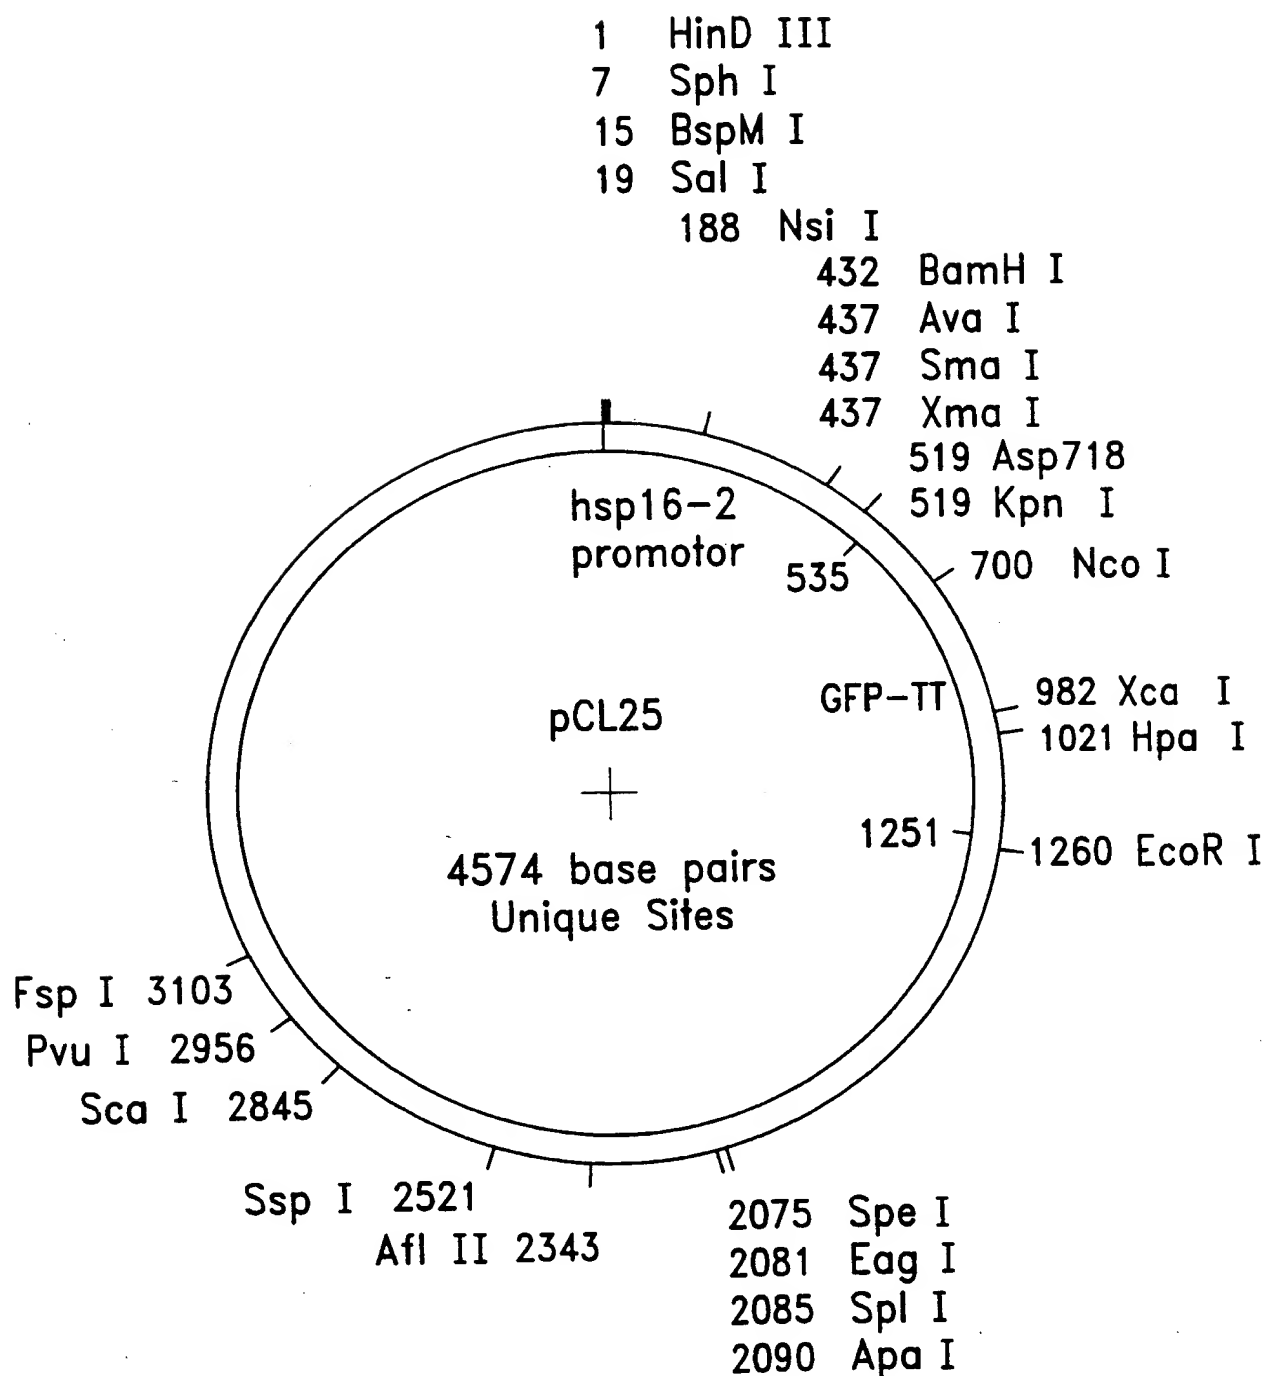 1 HinD III
7 Sph I
15 BspM I
19 Sal I
188 Nsi I
432 BamH I
437 Ava I
437 Sma I
437 Xma I
519 Asp718
519 Kpn I
hsp16-2
promotor
535
700 Nco I
GFP-TT
982 Xca I
pCL25
1021 Hpa I
1251
1260 EcoR I
4574 base pairs
Unique Sites
Fsp I 3103
Pvu I 2956
Sca I 2845
Ssp I 2521
Afl II 2343
2075 Spe I
2081 Eag I
2085 Spl I
2090 Apa I